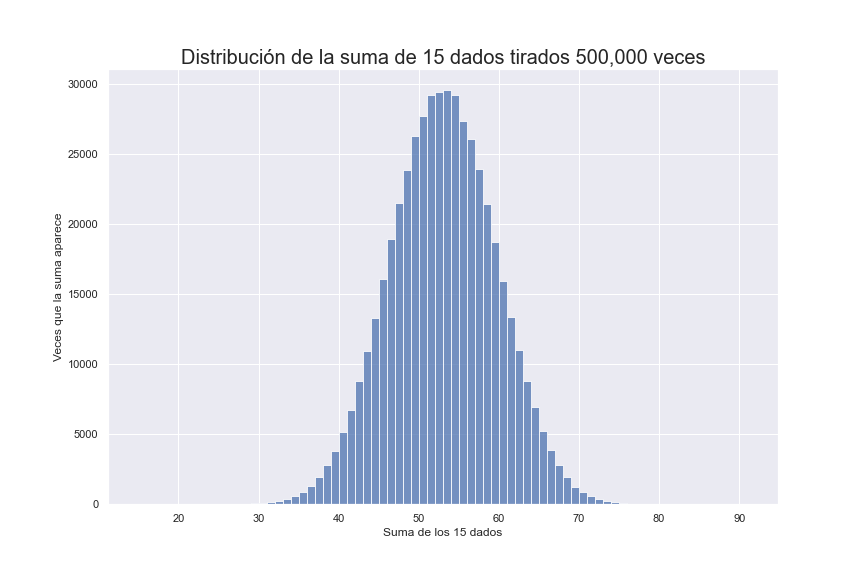 Distribución de la suma de 15 dados tirados 500,000 veces
30000
25000
20000
15000
10000
5000
0
Veces que la suma aparece
20 30 40 50 60 70 80 90
Suma de los 15 dados